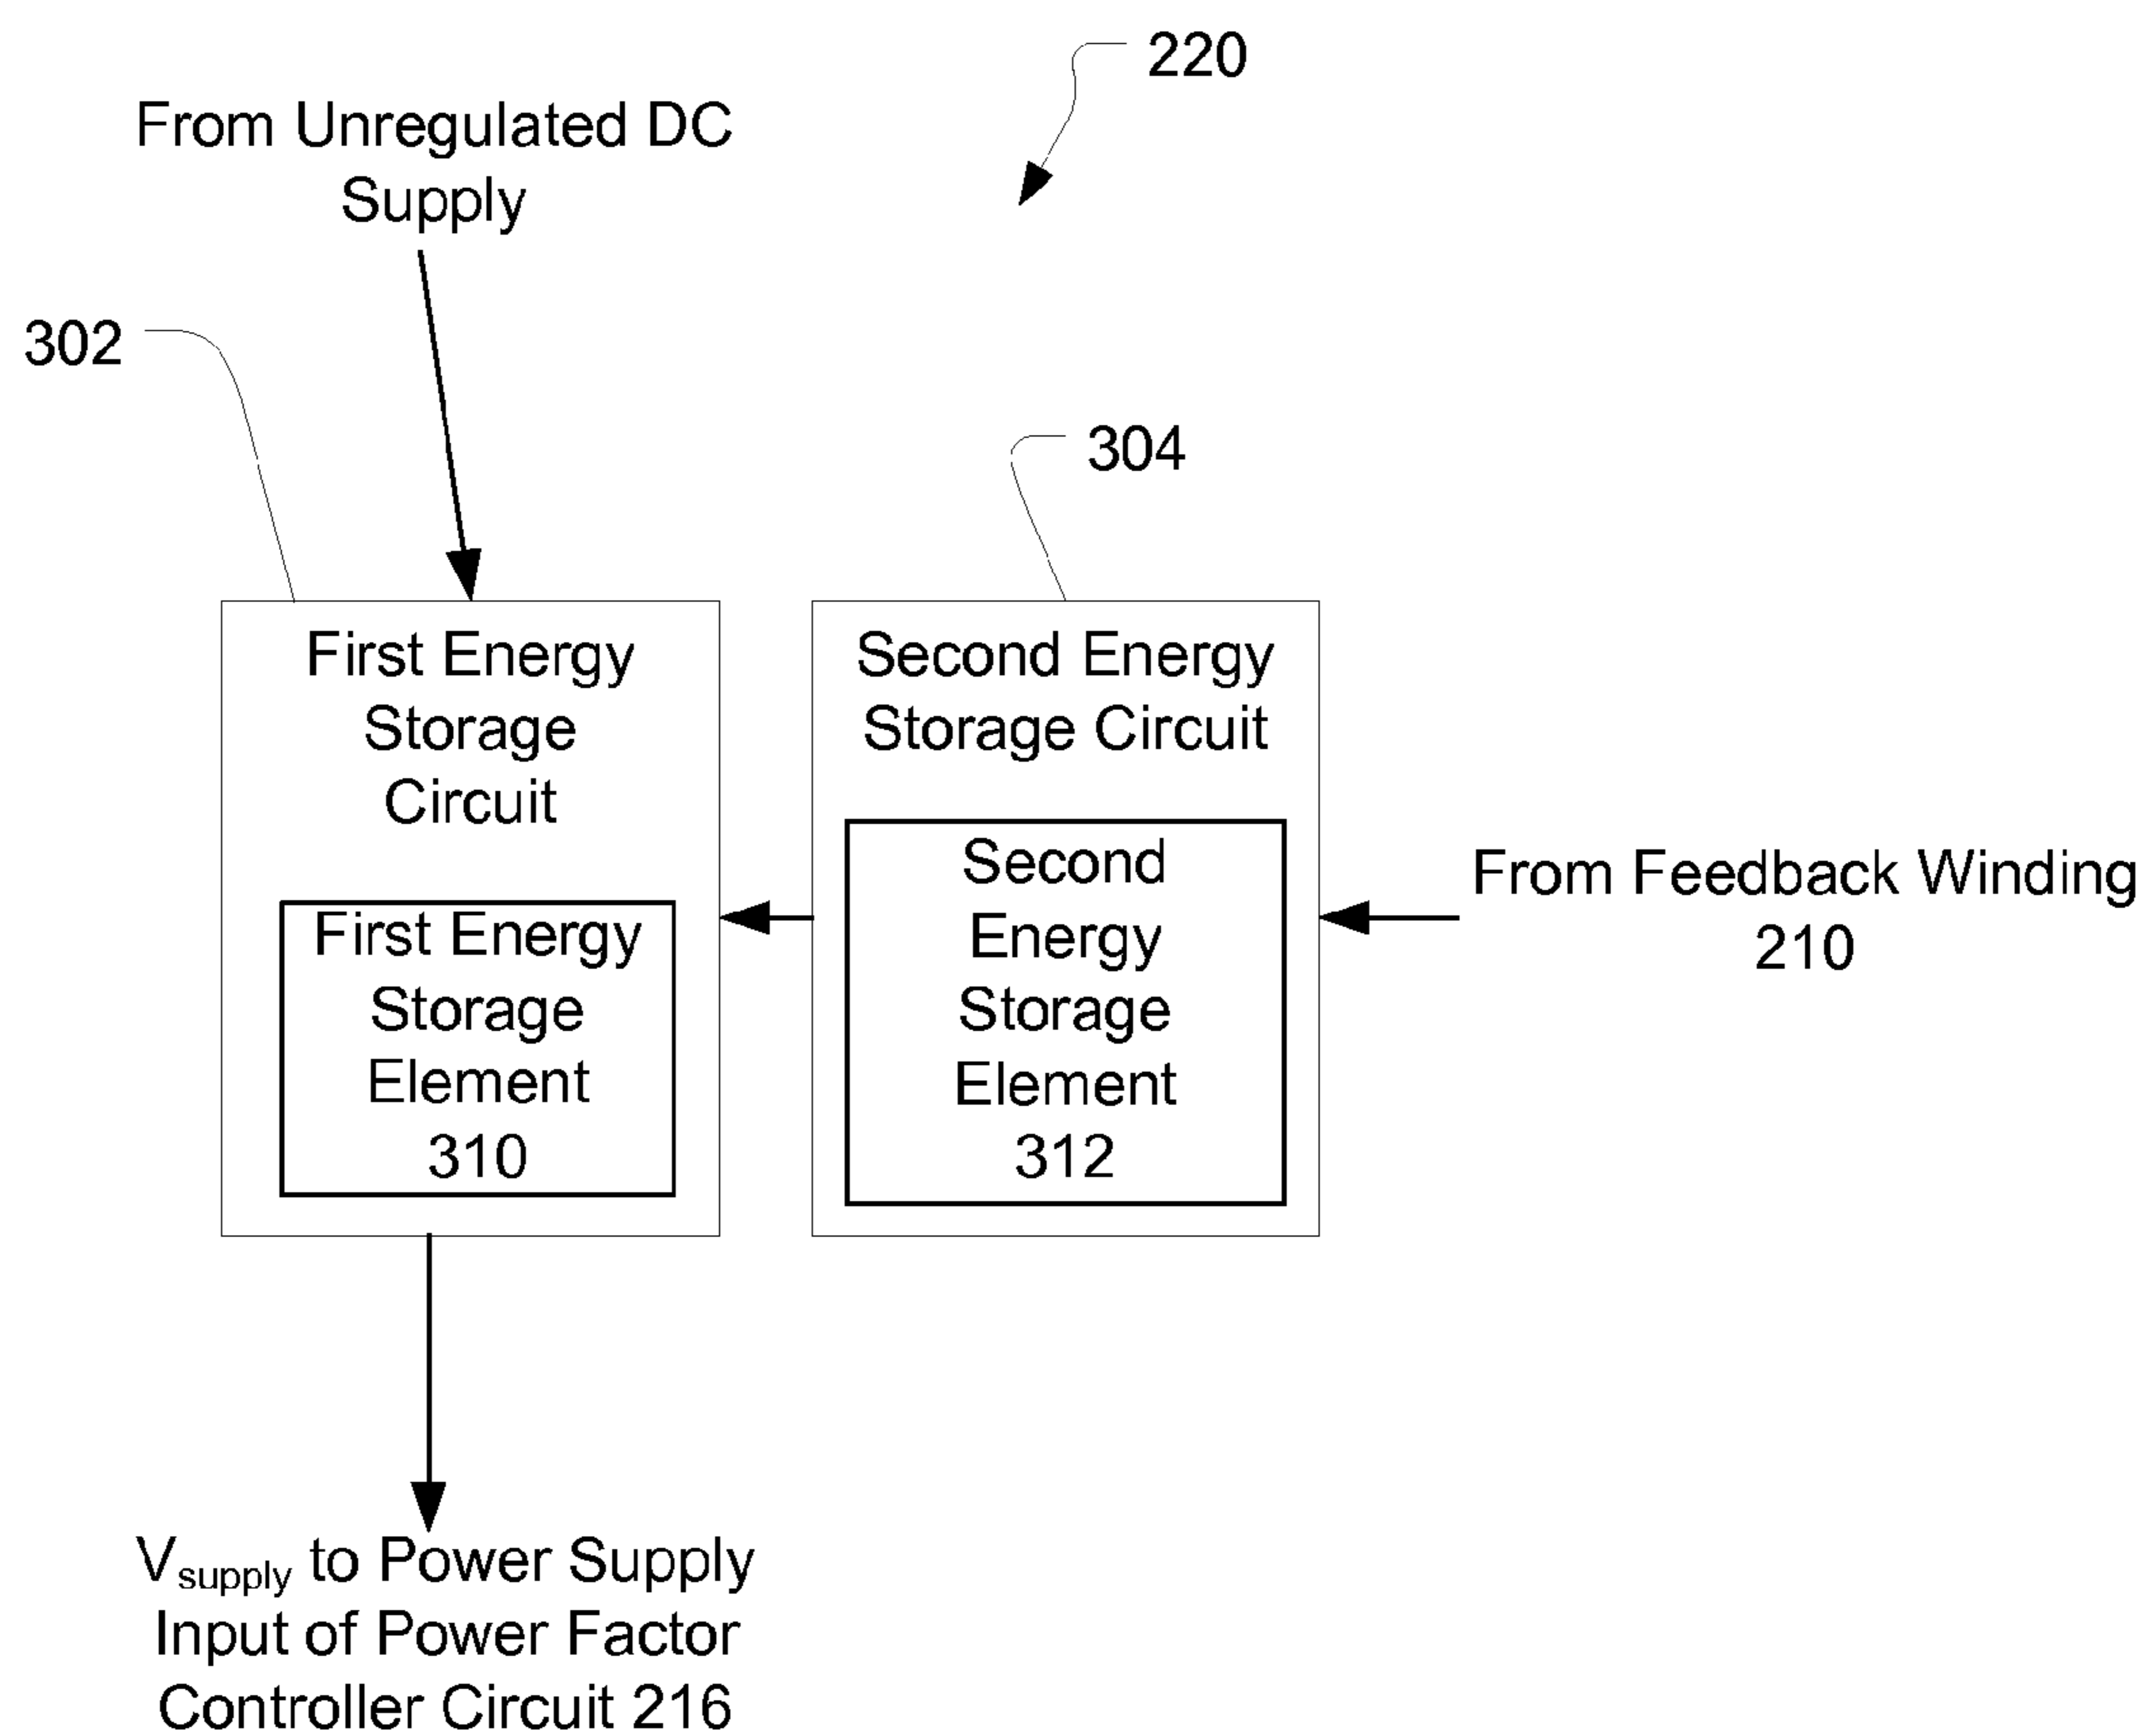 220
From Unregulated DC
Supply
302
304
First Energy
Storage
Circuit
First Energy
Storage
Element
310
Second Energy
Storage Circuit
Second
Energy
Storage
Element
312
From Feedback Winding
210
Vsupply to Power Supply
Input of Power Factor
Controller Circuit 216